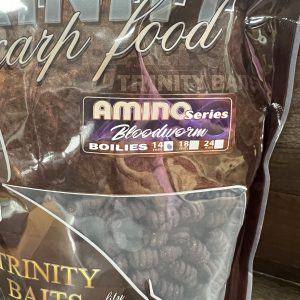 carp food
TRINITY BAITS
AMINO Series
Bloodworm
BOILIES 14 18 24
TRINITY
BAITS